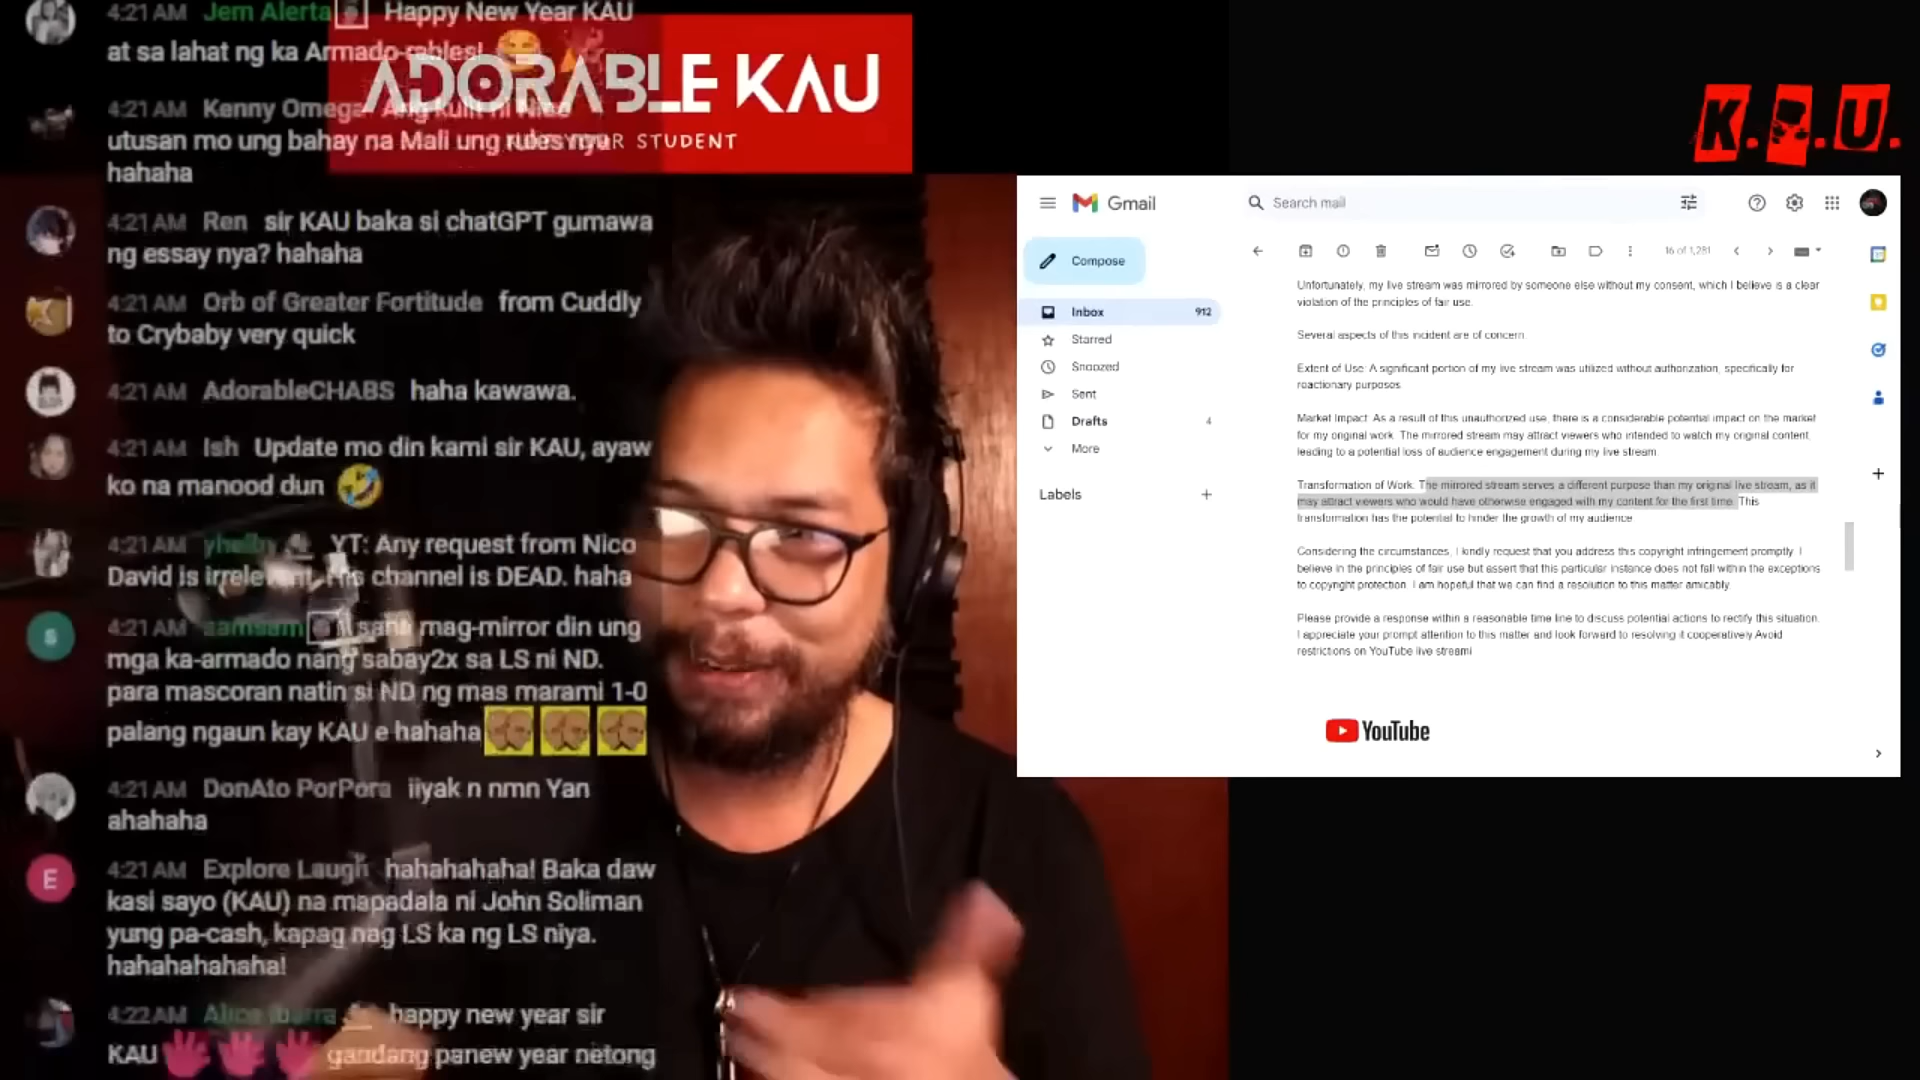 4:21 AM Jem Alerta Happy New Year KAU
at sa lahat ng ka Armado-rables!
ADORABLE KAU
NOT YOUR STUDENT
4:21 AM Kenny Omega Ang kulit ni Nico
utusan mo ung bahay na Mali ung rules nya
hahaha
4:21 AM Ren sir KAU baka si chatGPT gumawa
ng essay nya? hahaha
4:21 AM Orb of Greater Fortitude from Cuddly
to Crybaby very quick
4:21 AM AdorableCHABS haha kawawa.
4:21 AM Ish Update mo din kami sir KAU, ayaw
ko na manood dun
4:21 AM yhelby YT: Any request from Nico
David is irrelevant. His channel is DEAD. haha
4:21 AM samsam sana mag-mirror din ung
mga ka-armado nang sabay2x sa LS ni ND.
para mascoran natin si ND ng mas marami 1-0
palang ngaun kay KAU e hahaha
4:21 AM DonAto PorPora iiyak n nmn Yan
ahahaha
4:21 AM Explore Laugh hahahahaha! Baka daw
kasi sayo (KAU) na mapadala ni John Soliman
yung pa-cash, kapag nag LS ka ng LS niya.
hahahahahaha!
4:22 AM Alice Ibarra happy new year sir
KAU gandang panew year netong
K. .U.
Gmail
Search mail
Compose
16 of 1,281
Inbox 912
Starred
Snoozed
Sent
Drafts 4
More
Labels
Unfortunately, my live stream was mirrored by someone else without my consent, which I believe is a clear
violation of the principles of fair use.
Several aspects of this incident are of concern
Extent of Use: A significant portion of my live stream was utilized without authorization, specifically for
reactionary purposes
Market Impact: As a result of this unauthorized use, there is a considerable potential impact on the market
for my original work. The mirrored stream may attract viewers who intended to watch my original content,
leading to a potential loss of audience engagement during my live stream.
Transformation of Work: The mirrored stream serves a different purpose than my original live stream, as it
may attract viewers who would have otherwise engaged with my content for the first time. This
transformation has the potential to hinder the growth of my audience
Considering the circumstances, I kindly request that you address this copyright infringement promptly. I
believe in the principles of fair use but assert that this particular instance does not fall within the exceptions
to copyright protection. I am hopeful that we can find a resolution to this matter amicably.
Please provide a response within a reasonable time line to discuss potential actions to rectify this situation.
I appreciate your prompt attention to this matter and look forward to resolving it cooperatively Avoid
restrictions on YouTube live stream!
YouTube
S
E